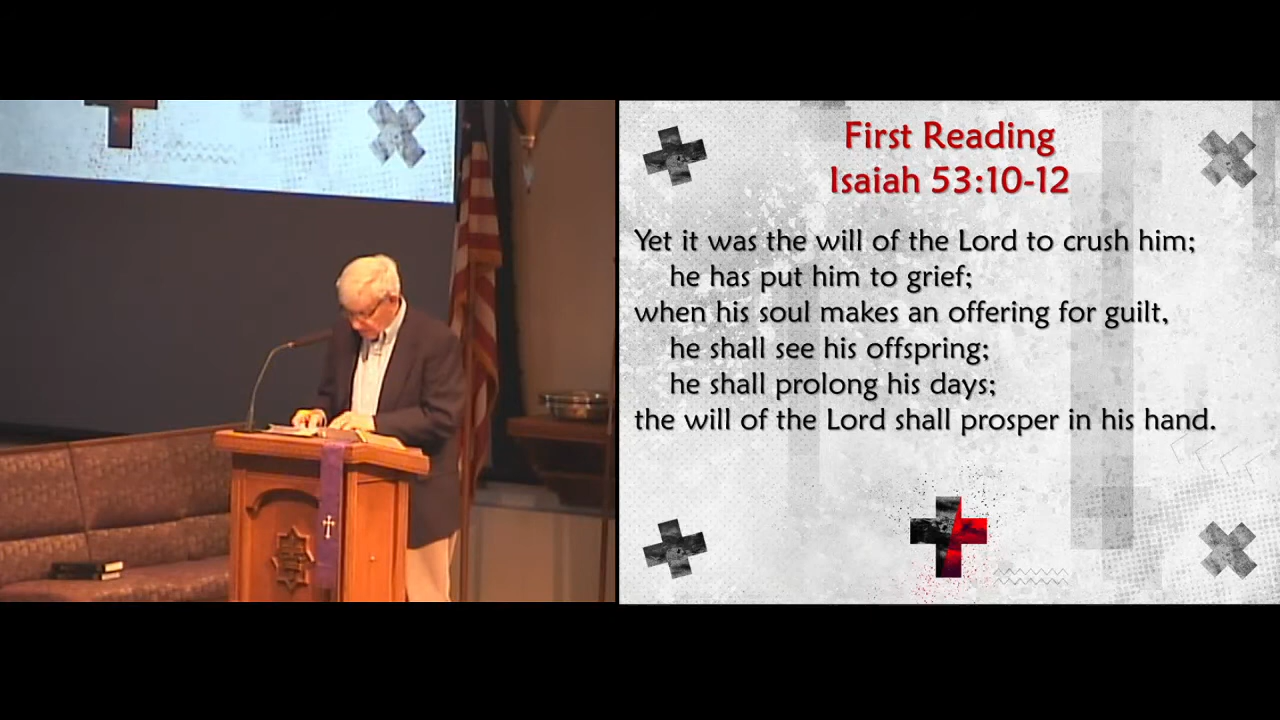 First Reading
Isaiah 53:10-12
Yet it was the will of the Lord to crush him;
he has put him to grief;
when his soul makes an offering for guilt,
he shall see his offspring;
he shall prolong his days;
the will of the Lord shall prosper in his hand.